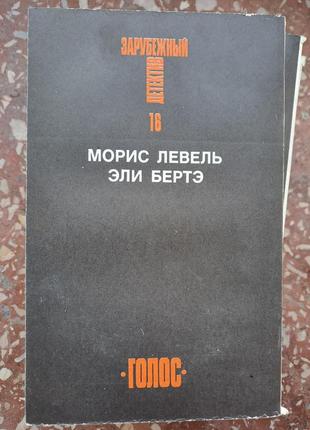 ЗАРУБЕЖНЫЙ
ДЕТЕКТИВ
16
МОРИС ЛЕВЕЛЬ
ЭЛИ БЕРТЭ
·ГОЛОС·